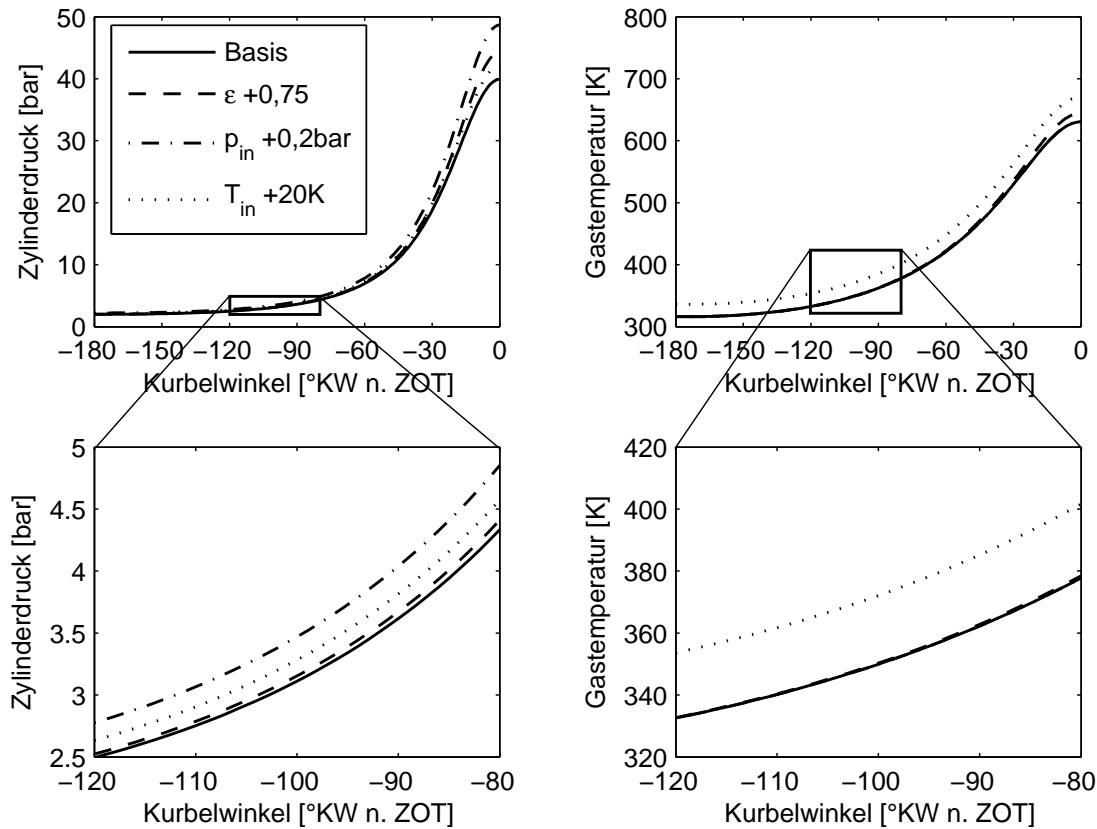 50
40
30
20
10
0
Zylinderdruck [bar]
Basis
ε +0,75
p_in +0,2bar
T_in +20K
−180 −150 −120 −90 −60 −30 0
Kurbelwinkel [°KW n. ZOT]
800
700
600
500
400
300
Gastemperatur [K]
−180 −150 −120 −90 −60 −30 0
Kurbelwinkel [°KW n. ZOT]
5
4.5
4
3.5
3
2.5
Zylinderdruck [bar]
−120 −110 −100 −90 −80
Kurbelwinkel [°KW n. ZOT]
420
400
380
360
340
320
Gastemperatur [K]
−120 −110 −100 −90 −80
Kurbelwinkel [°KW n. ZOT]